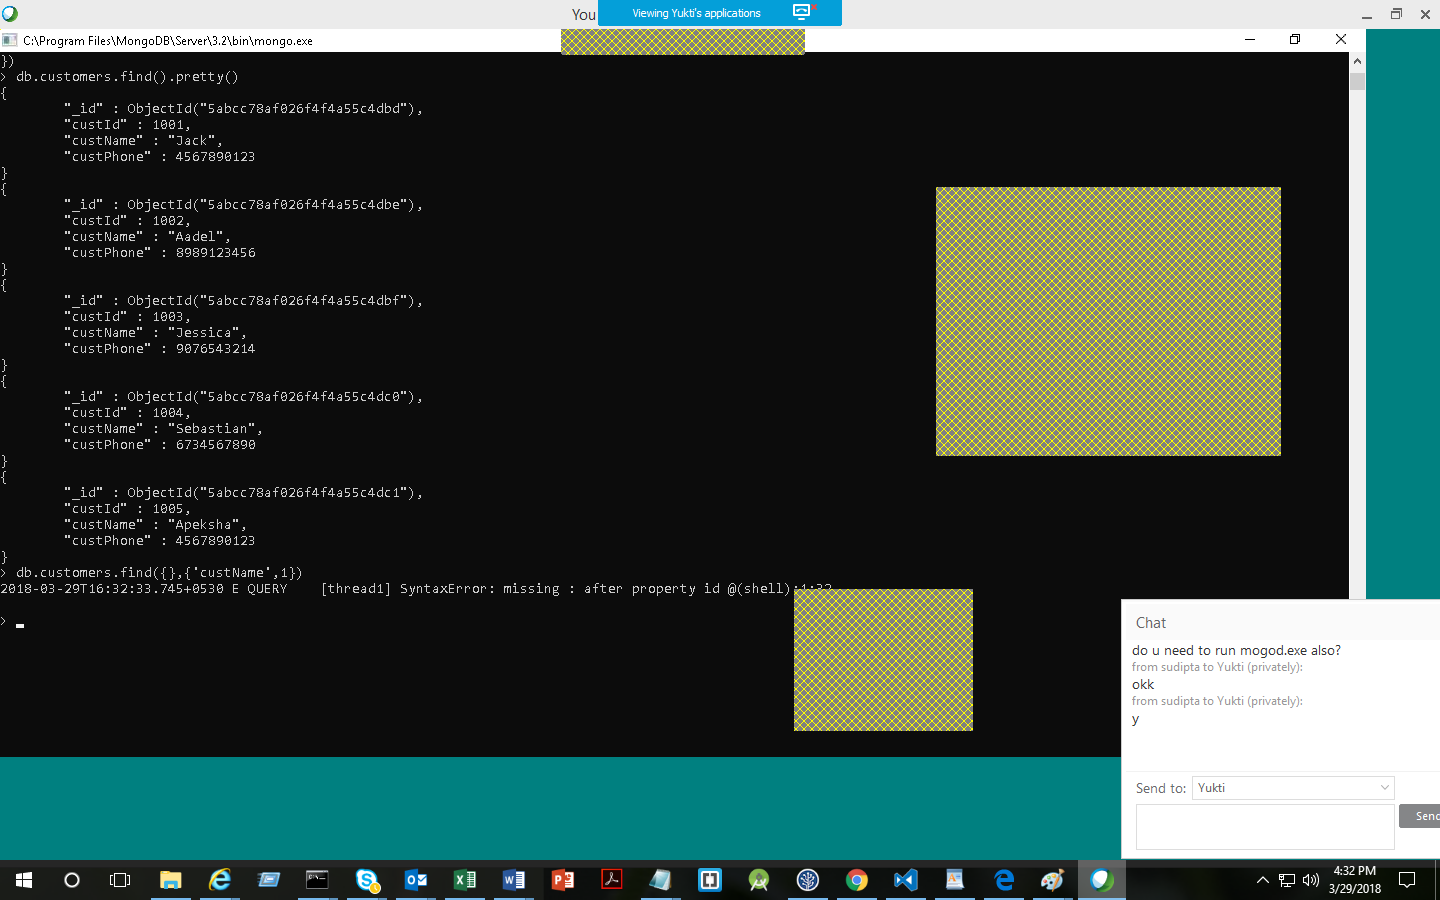 You
Viewing Yukti's applications
C:\Program Files\MongoDB\Server\3.2\bin\mongo.exe
})
> db.customers.find().pretty()
{
"_id" : ObjectId("5abcc78af026f4f4a55c4dbd"),
"custId" : 1001,
"custName" : "Jack",
"custPhone" : 4567890123
}
{
"_id" : ObjectId("5abcc78af026f4f4a55c4dbe"),
"custId" : 1002,
"custName" : "Aadel",
"custPhone" : 8989123456
}
{
"_id" : ObjectId("5abcc78af026f4f4a55c4dbf"),
"custId" : 1003,
"custName" : "Jessica",
"custPhone" : 9076543214
}
{
"_id" : ObjectId("5abcc78af026f4f4a55c4dc0"),
"custId" : 1004,
"custName" : "Sebastian",
"custPhone" : 6734567890
}
{
"_id" : ObjectId("5abcc78af026f4f4a55c4dc1"),
"custId" : 1005,
"custName" : "Apeksha",
"custPhone" : 4567890123
}
> db.customers.find({},{'custName',1})
2018-03-29T16:32:33.745+0530 E QUERY    [thread1] SyntaxError: missing : after property id @(shell):1:32
>
Chat
do u need to run mogod.exe also?
from sudipta to Yukti (privately):
okk
from sudipta to Yukti (privately):
y
Send to: Yukti
Send
4:32 PM
3/29/2018